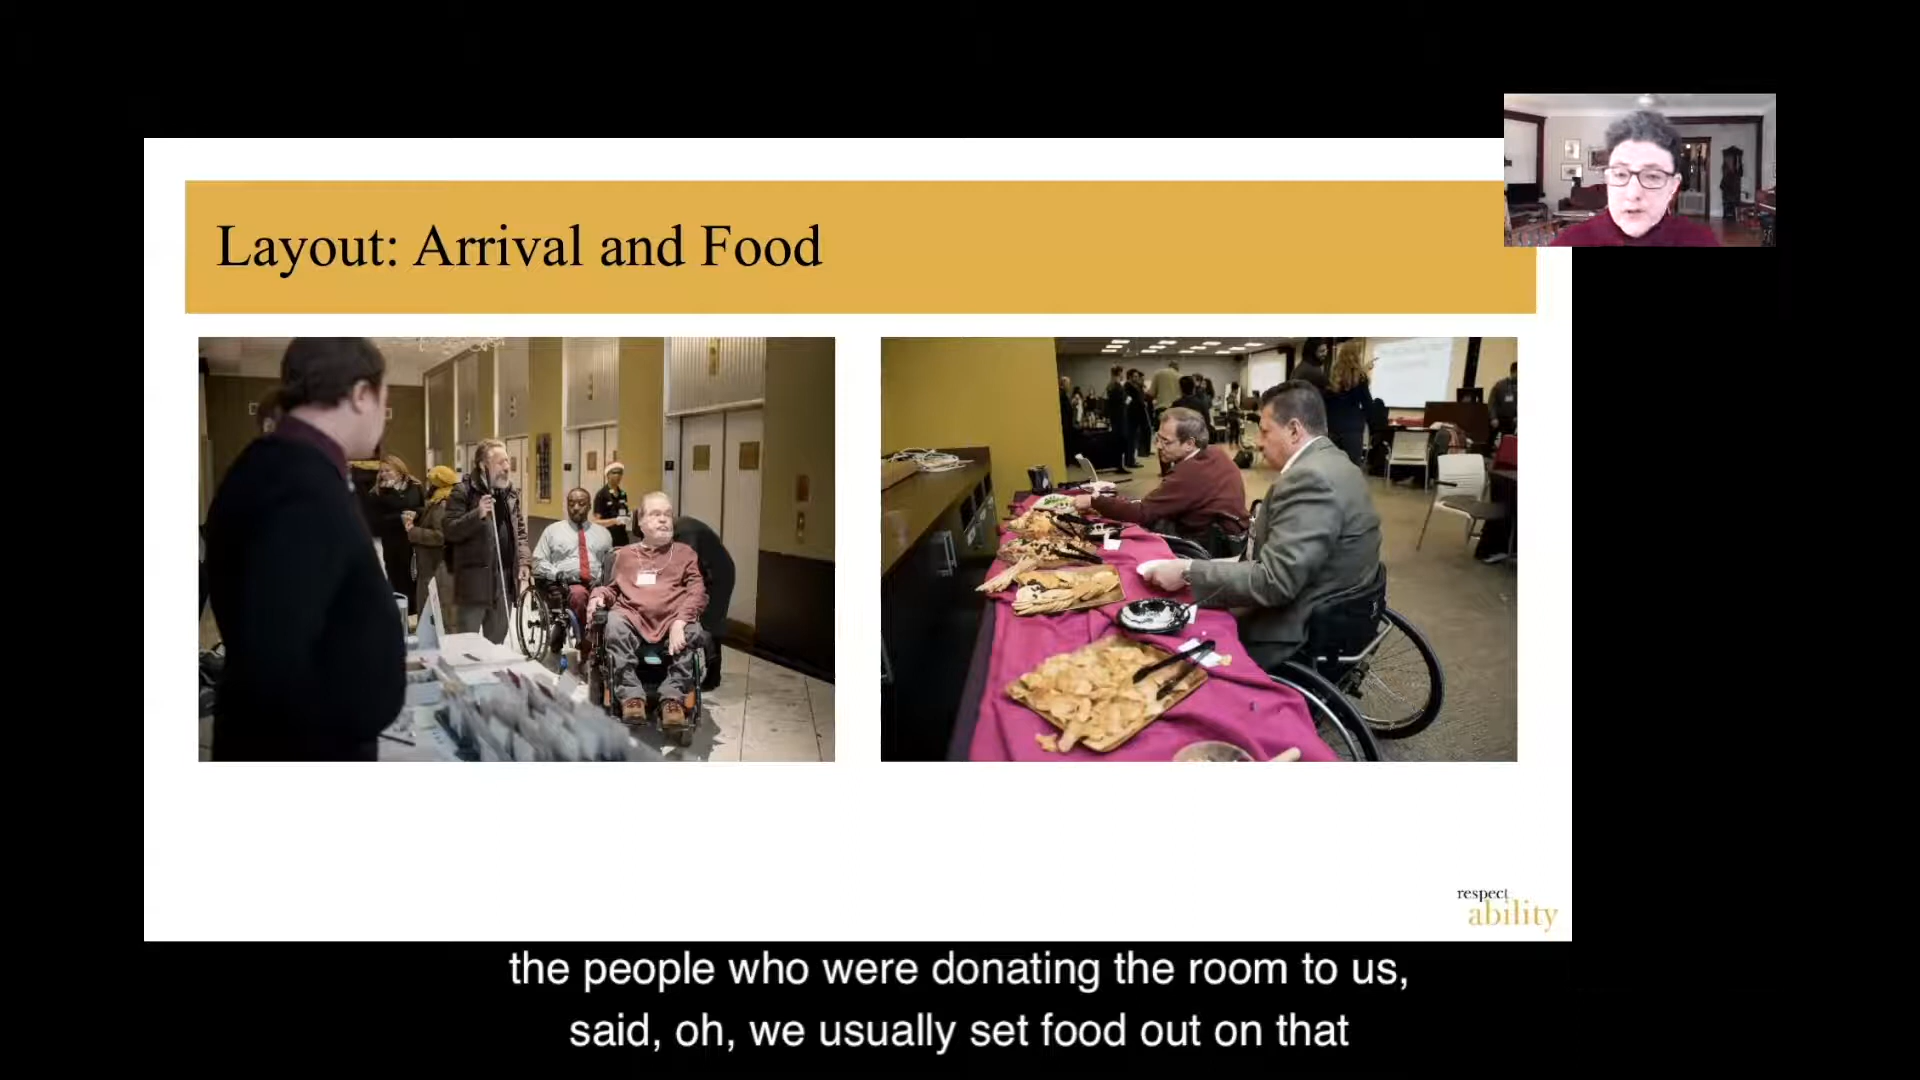 Layout: Arrival and Food
respect
ability
the people who were donating the room to us,
said, oh, we usually set food out on that